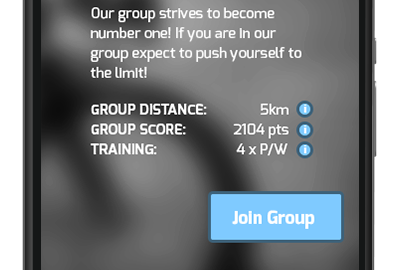 Our group strives to become
number one! If you are in our
group expect to push yourself to
the limit!
GROUP DISTANCE: 5km i
GROUP SCORE: 2104 pts i
TRAINING: 4 x P/W i
Join Group